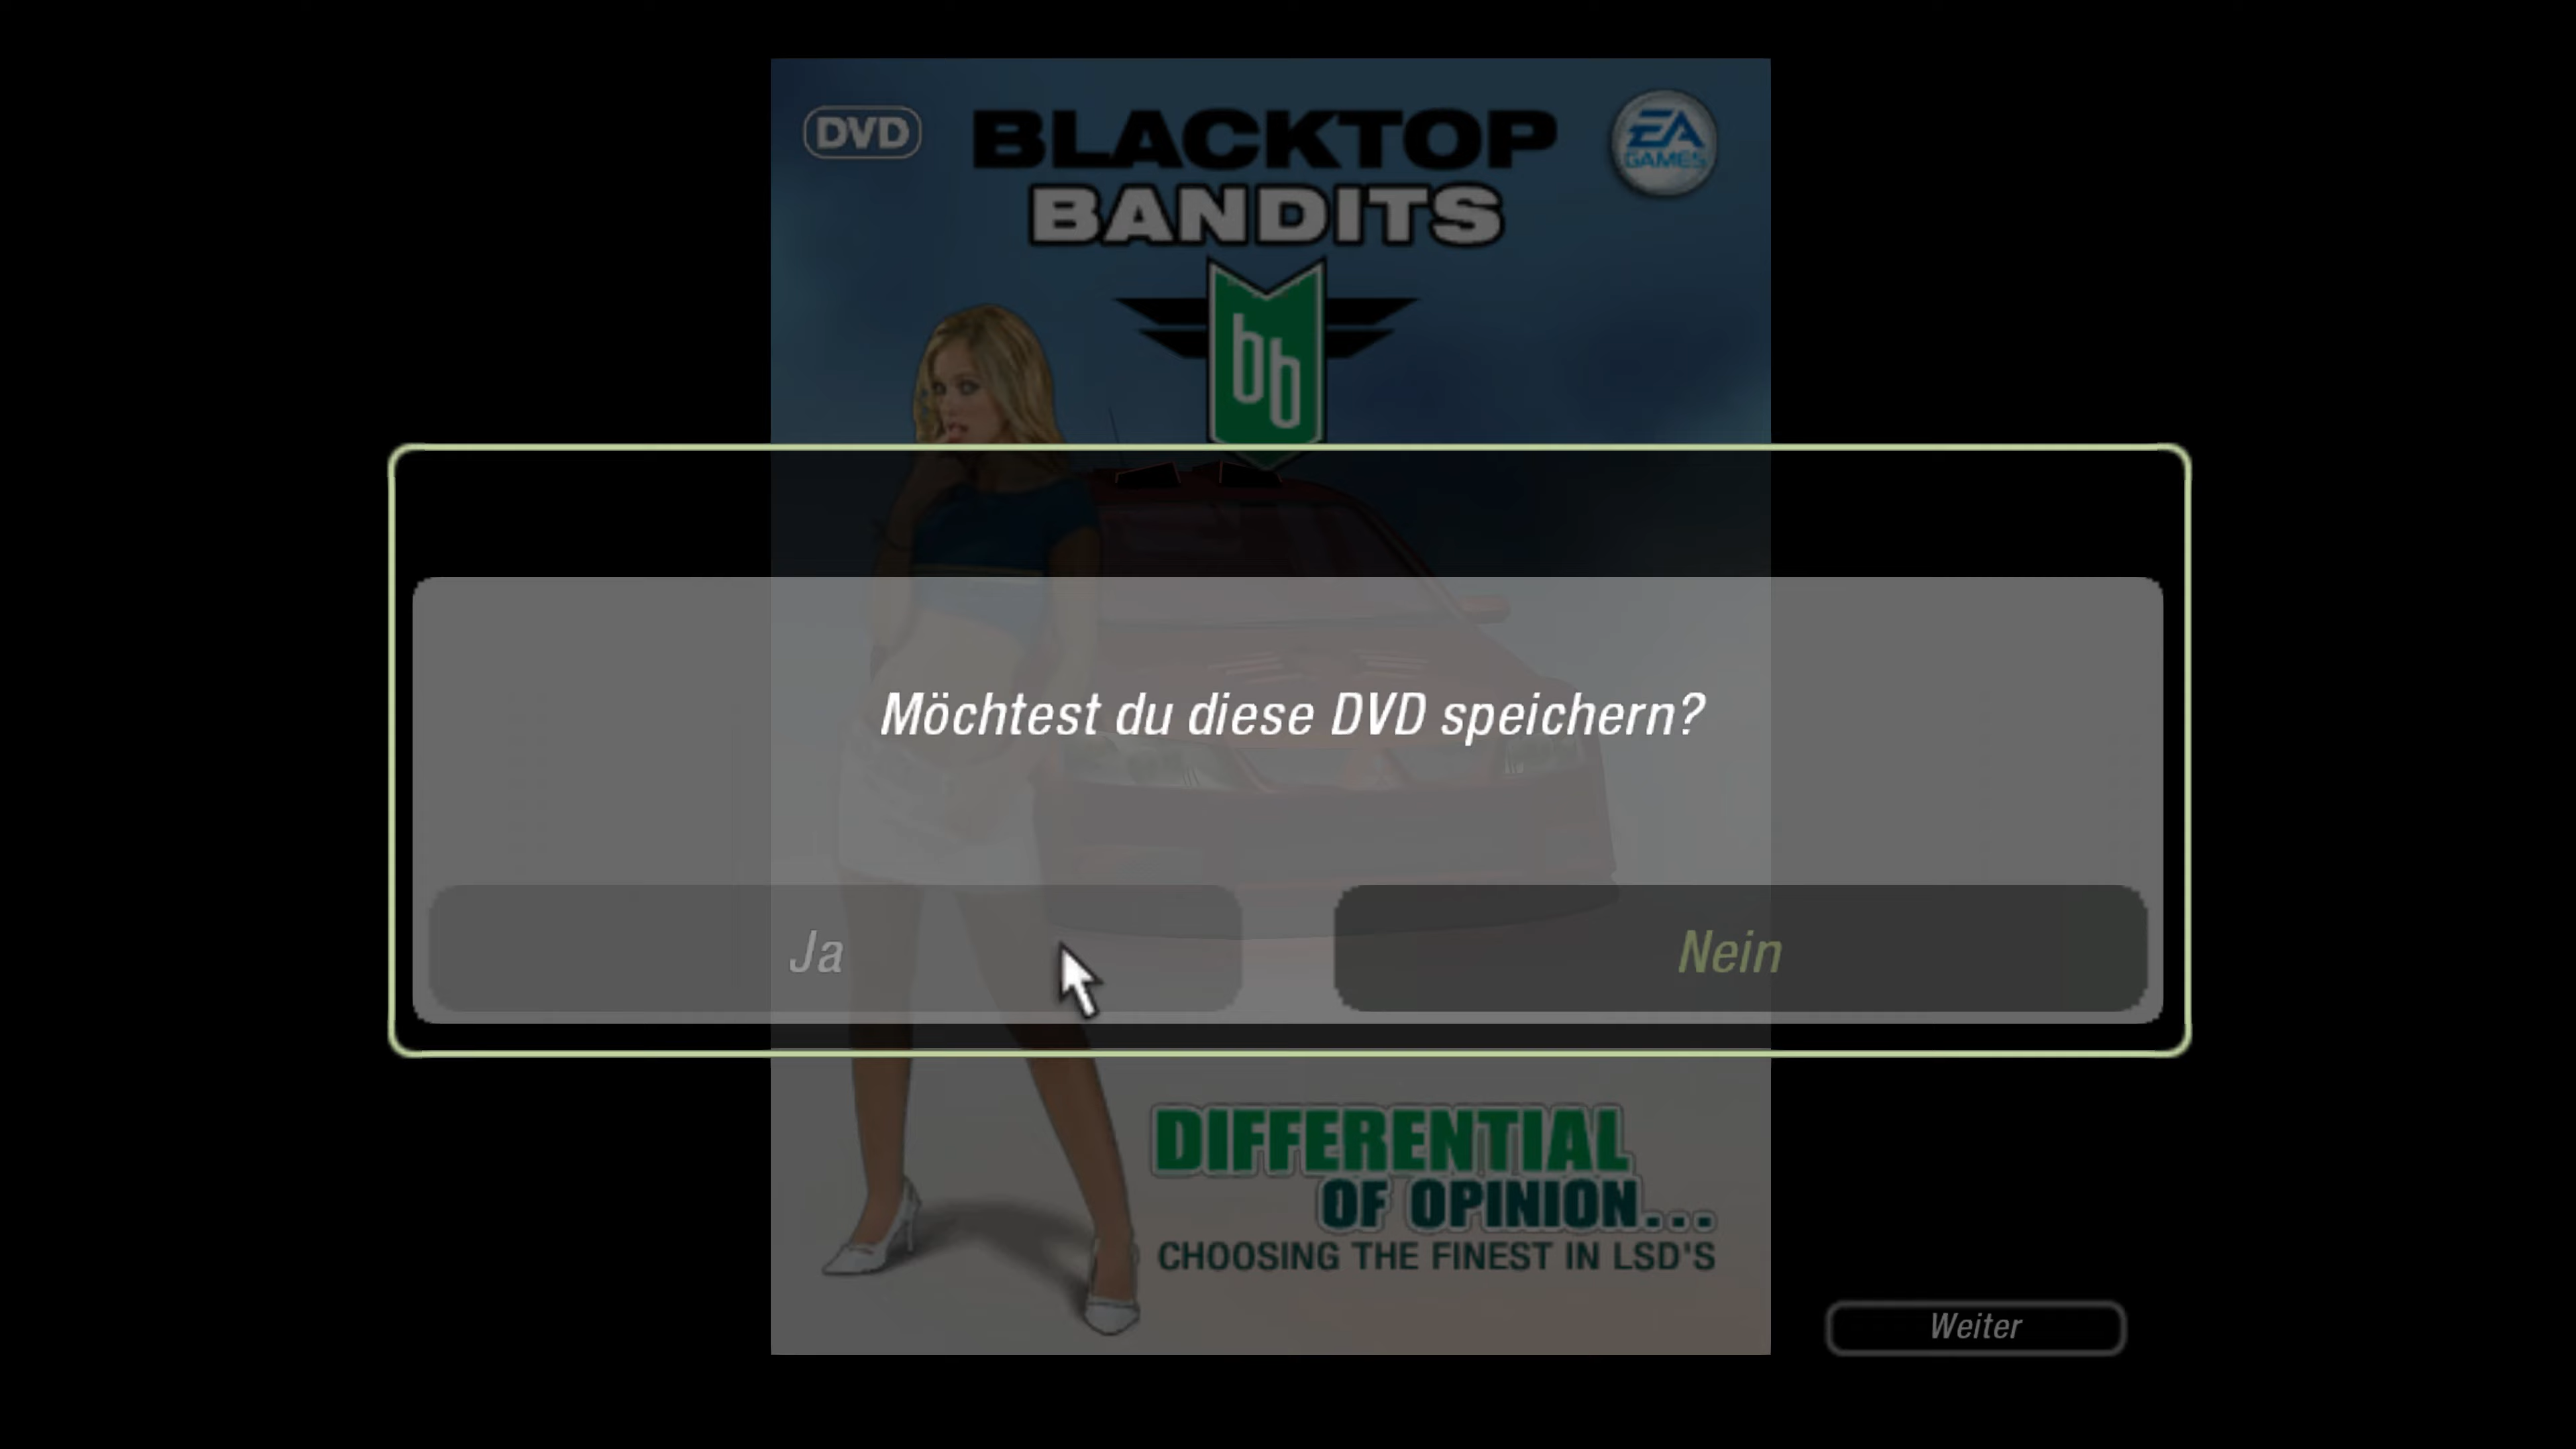 DVD
BLACKTOP
BANDITS
EA
GAMES
bb
Möchtest du diese DVD speichern?
Ja
Nein
DIFFERENTIAL
OF OPINION...
CHOOSING THE FINEST IN LSD'S
Weiter